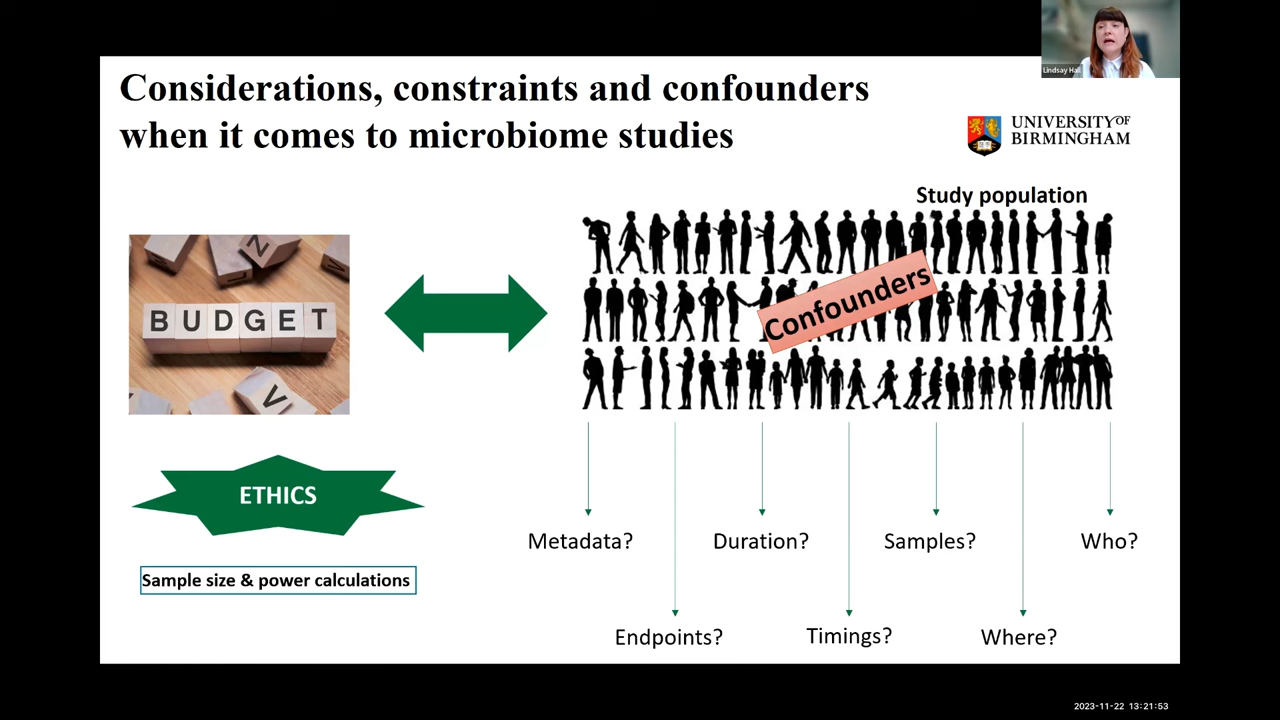 Lindsay Hall
Considerations, constraints and confounders
when it comes to microbiome studies
UNIVERSITY OF
BIRMINGHAM
Study population
N
BUDGET
V
Confounders
ETHICS
Sample size & power calculations
Metadata?
Duration?
Samples?
Who?
Endpoints?
Timings?
Where?
2023-11-22 13:21:53